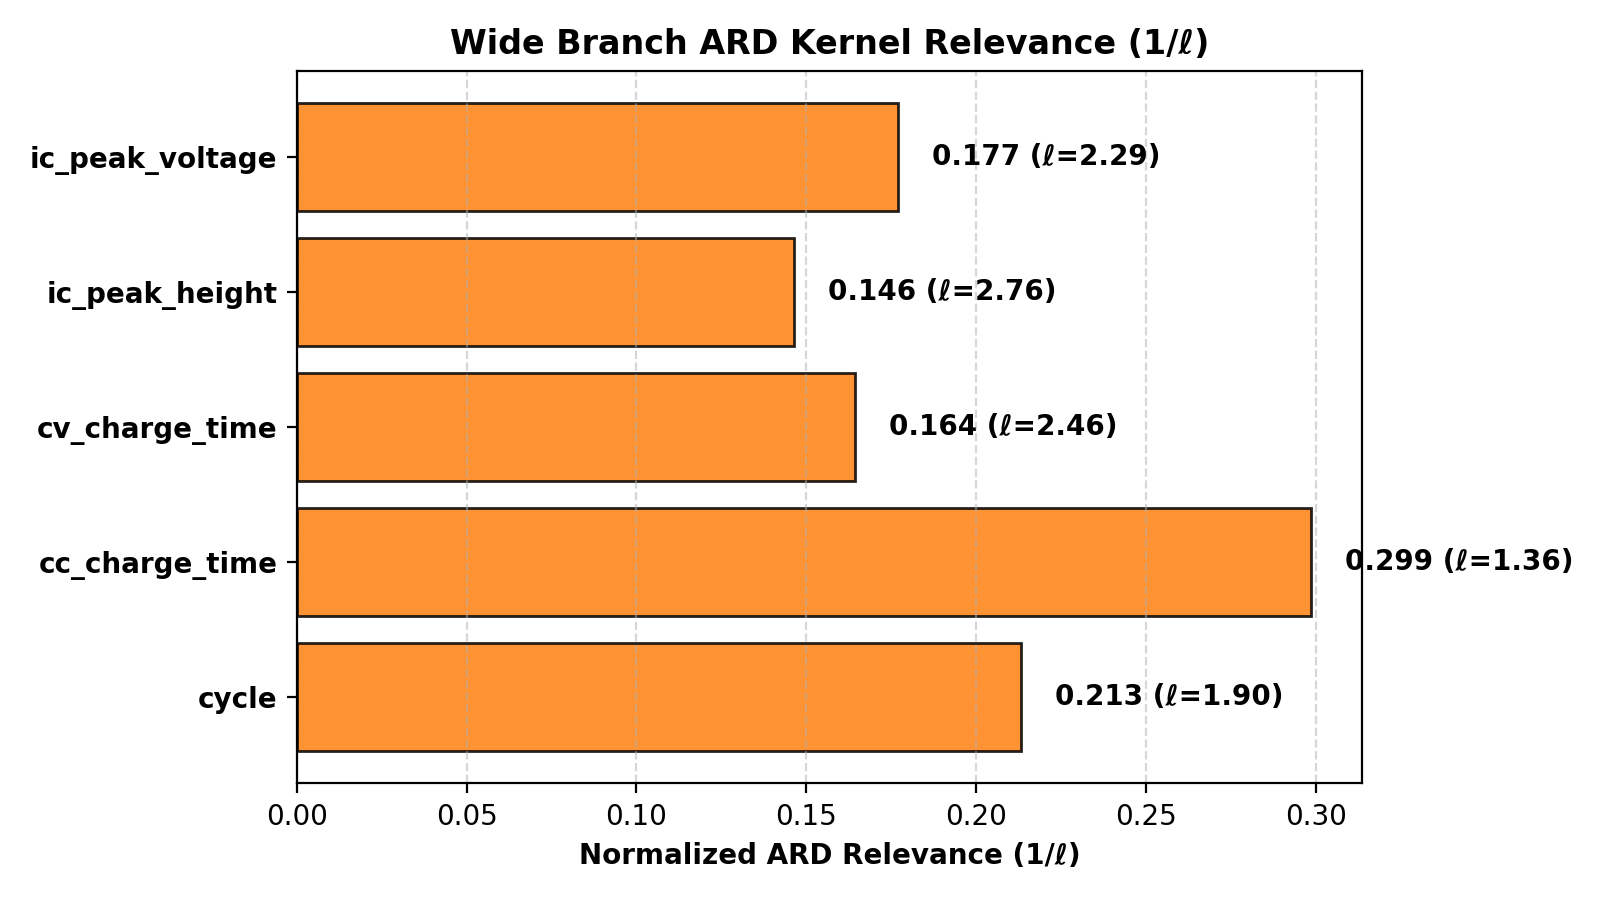 Wide Branch ARD Kernel Relevance (1/ℓ)
ic_peak_voltage
0.177 (ℓ=2.29)
ic_peak_height
0.146 (ℓ=2.76)
cv_charge_time
0.164 (ℓ=2.46)
cc_charge_time
0.299 (ℓ=1.36)
cycle
0.213 (ℓ=1.90)
0.00 0.05 0.10 0.15 0.20 0.25 0.30
Normalized ARD Relevance (1/ℓ)